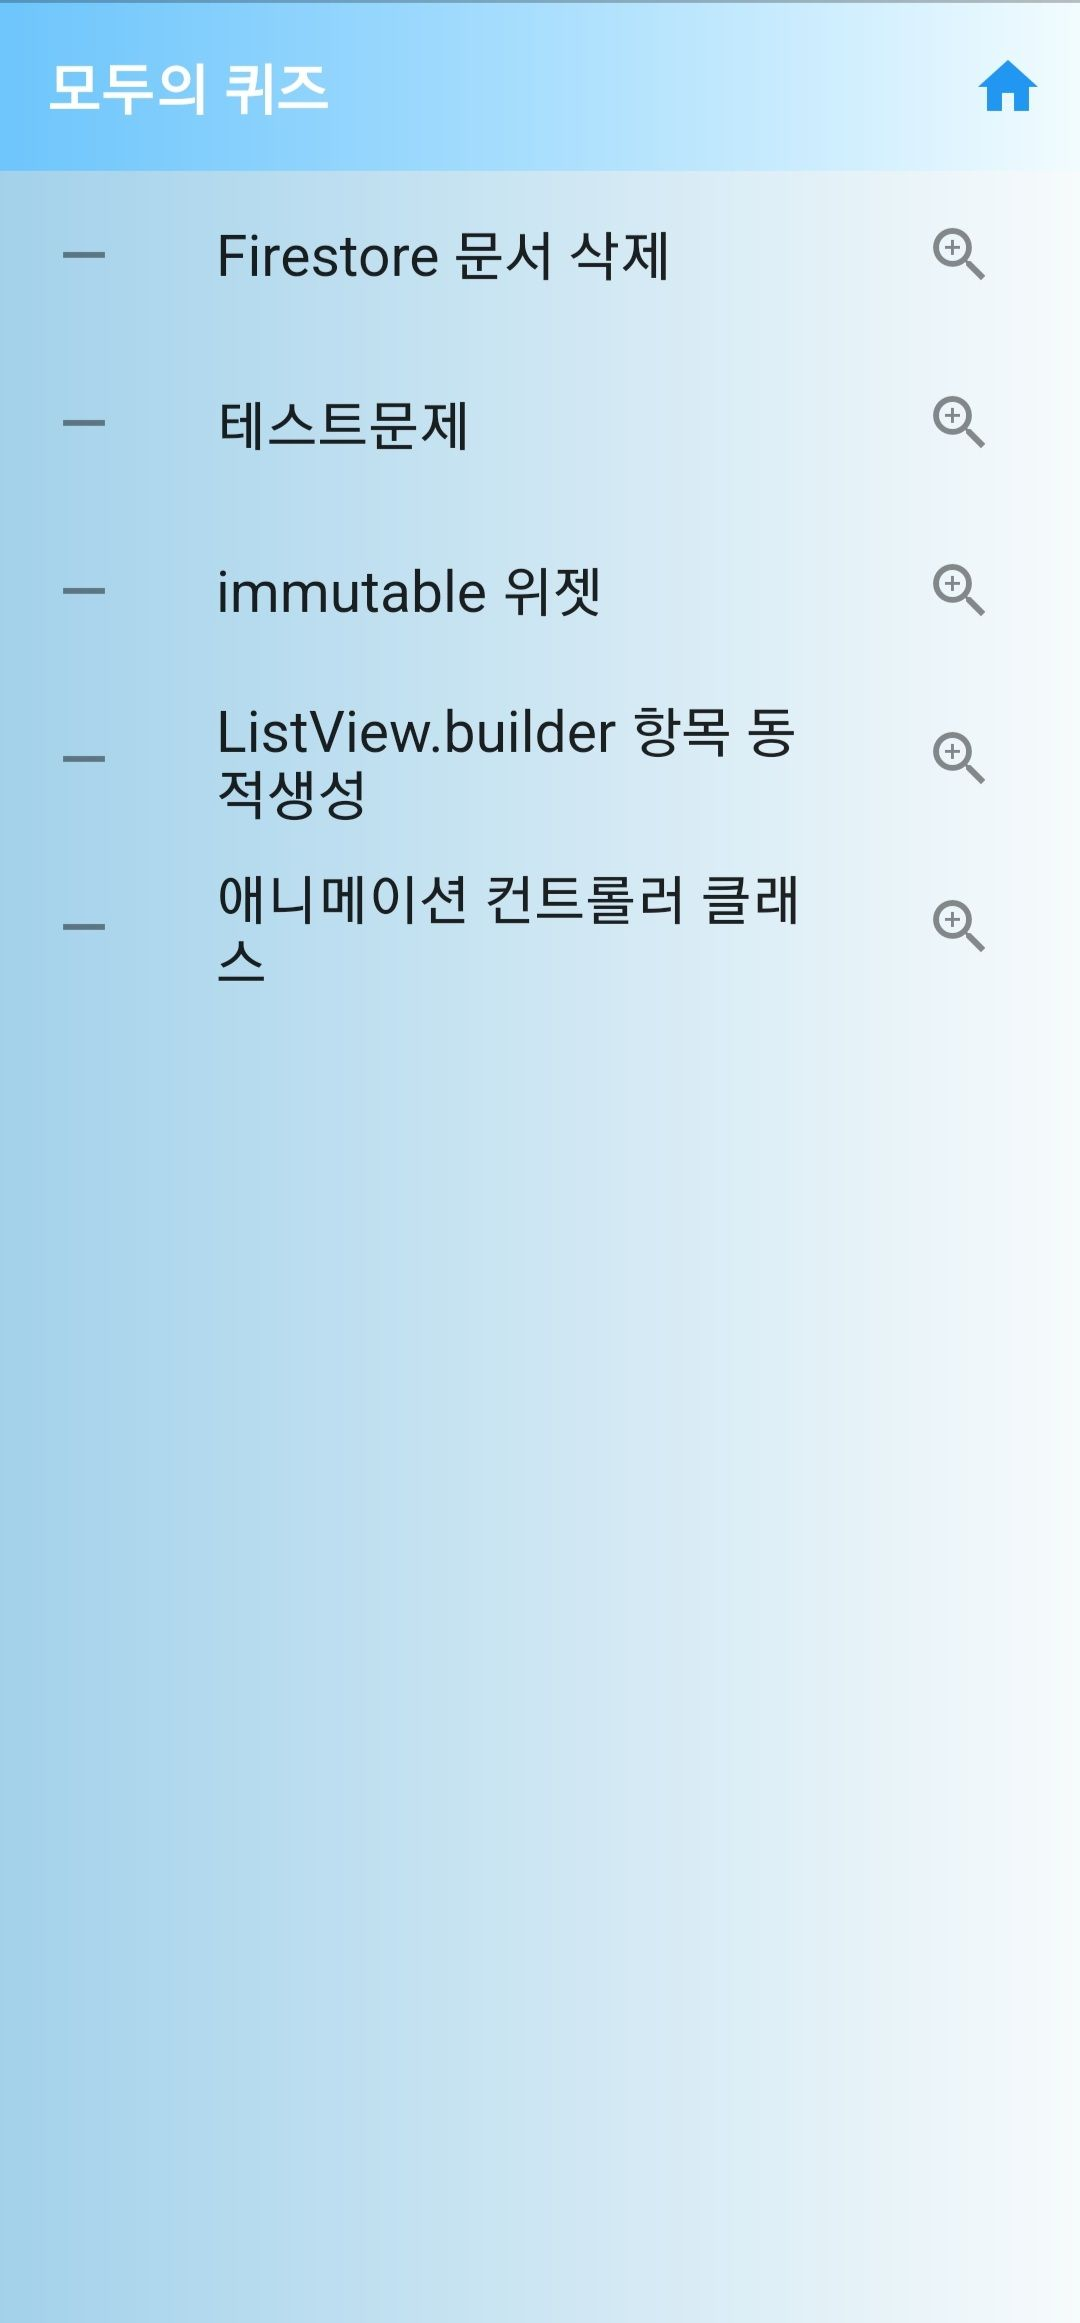 모두의 퀴즈
Firestore 문서 삭제
테스트문제
immutable 위젯
ListView.builder 항목 동
적생성
애니메이션 컨트롤러 클래
스